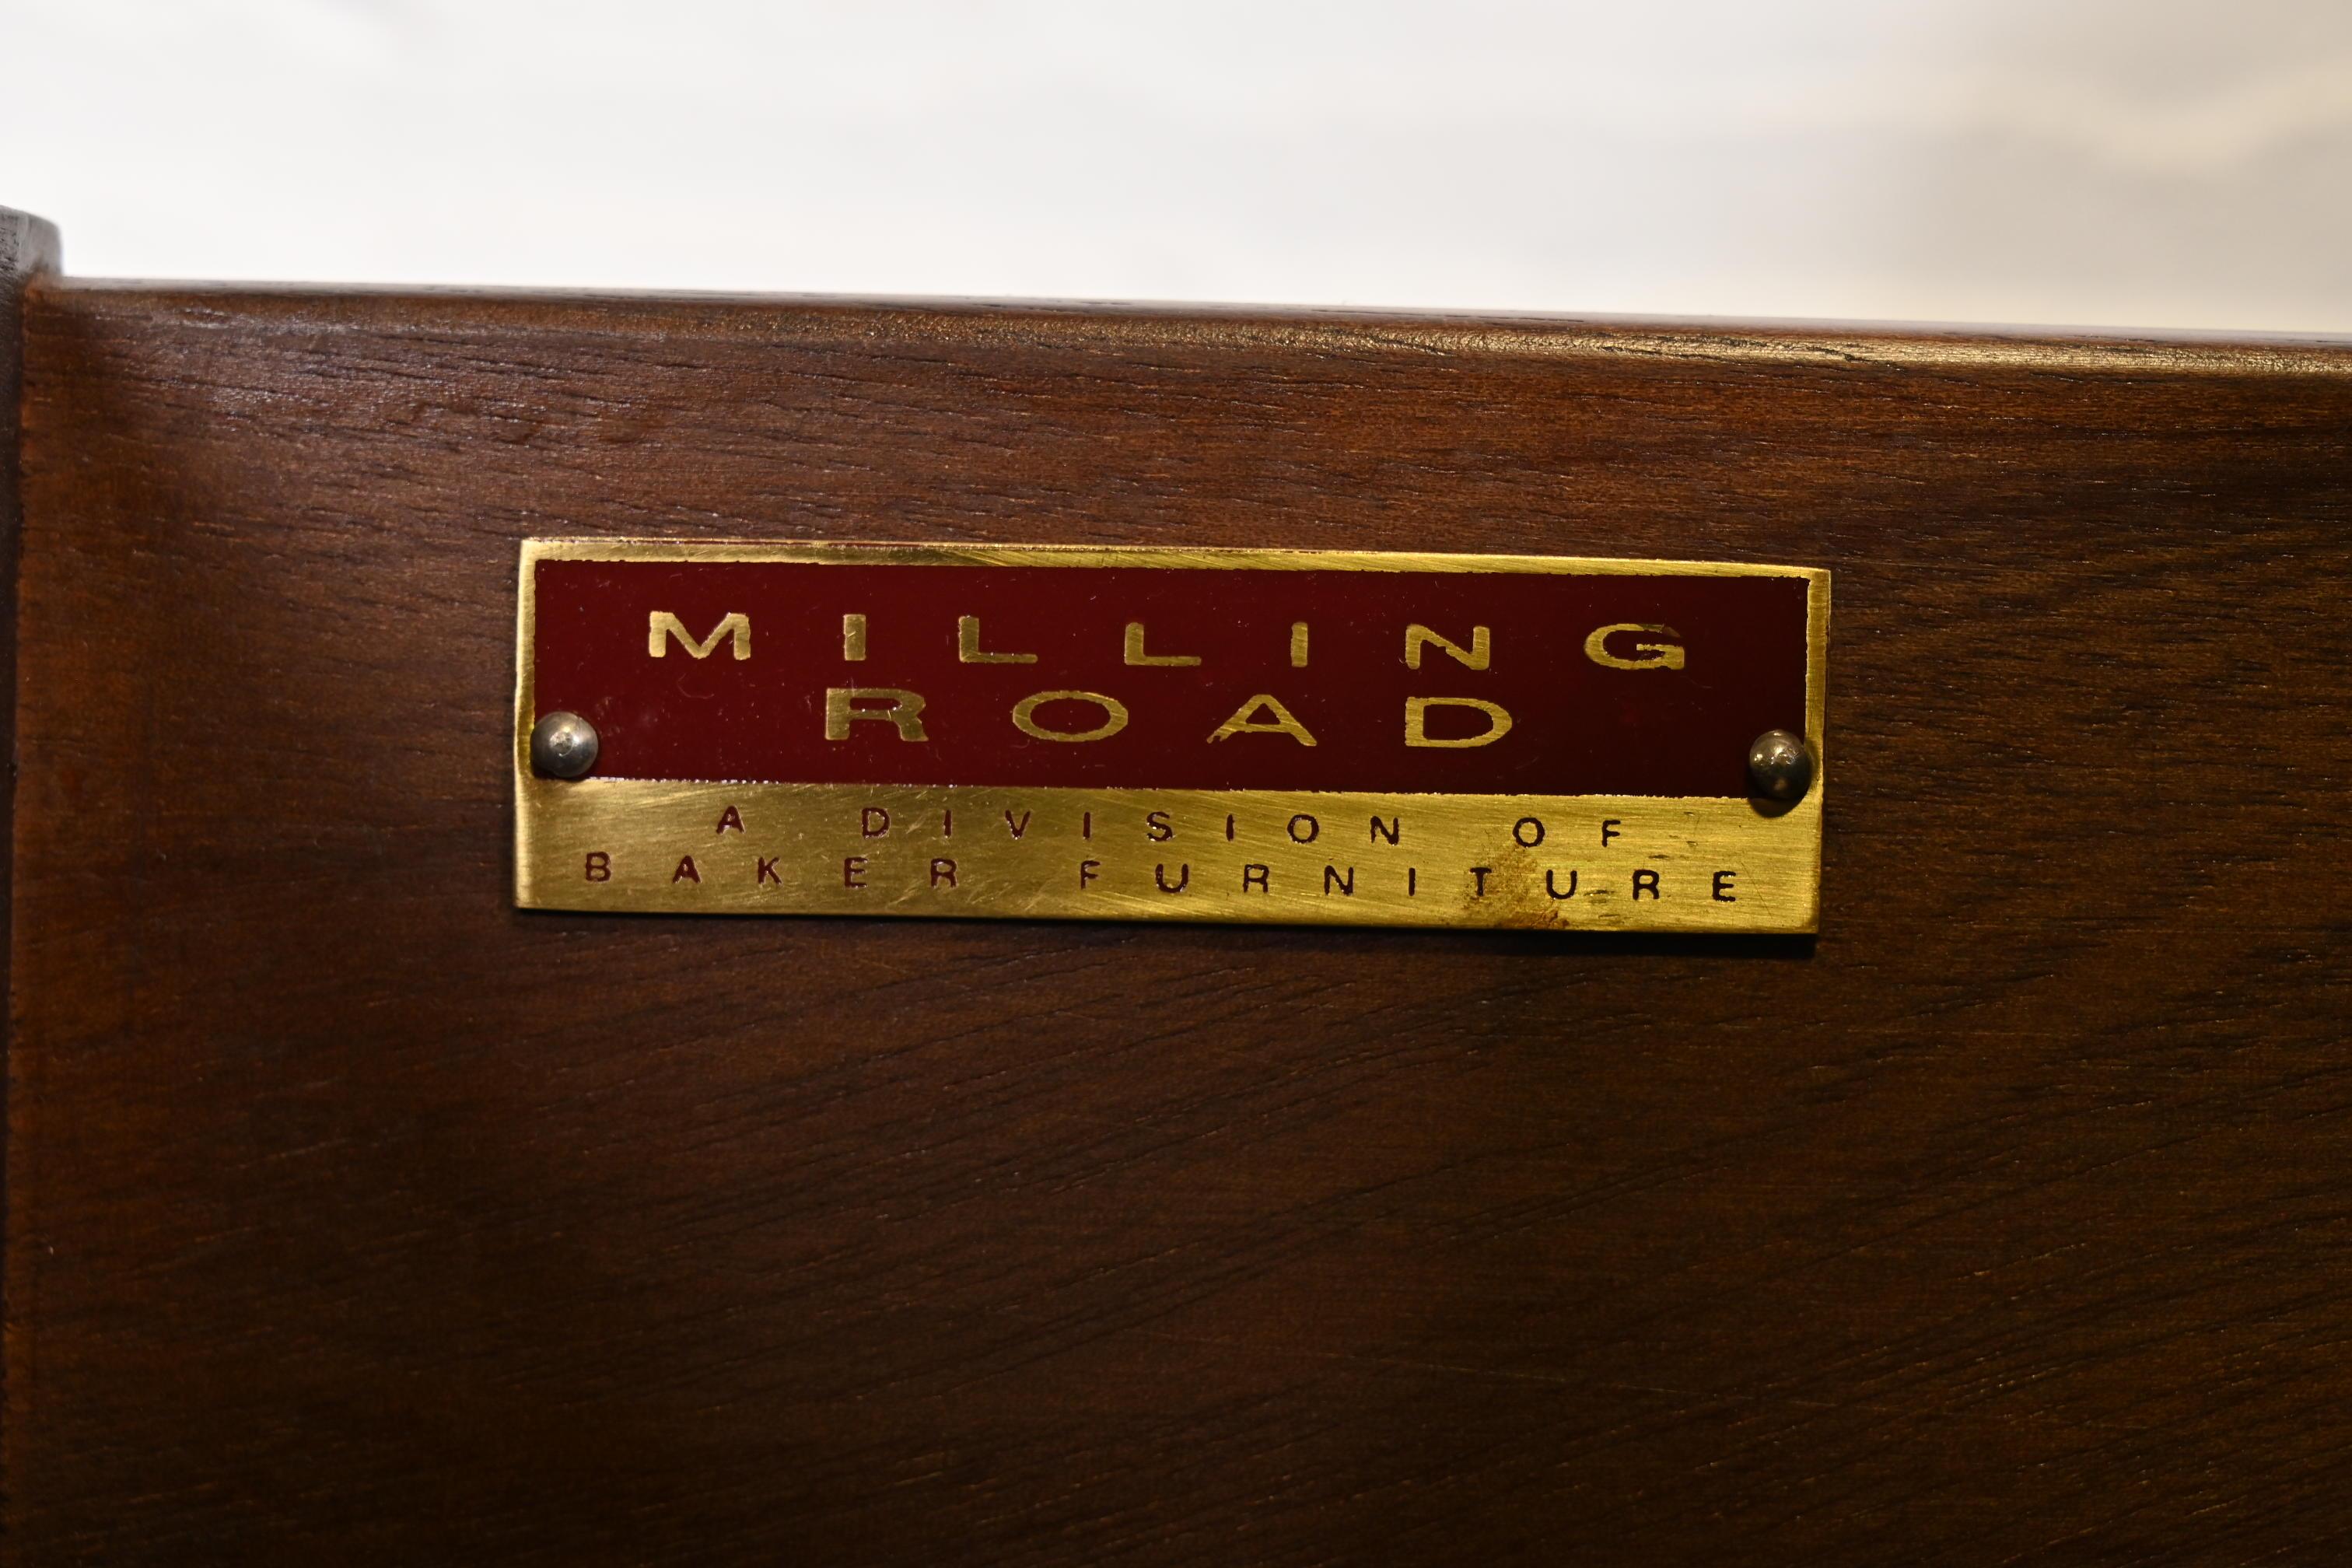 MILLING
ROAD
A DIVISION OF
BAKER FURNITURE